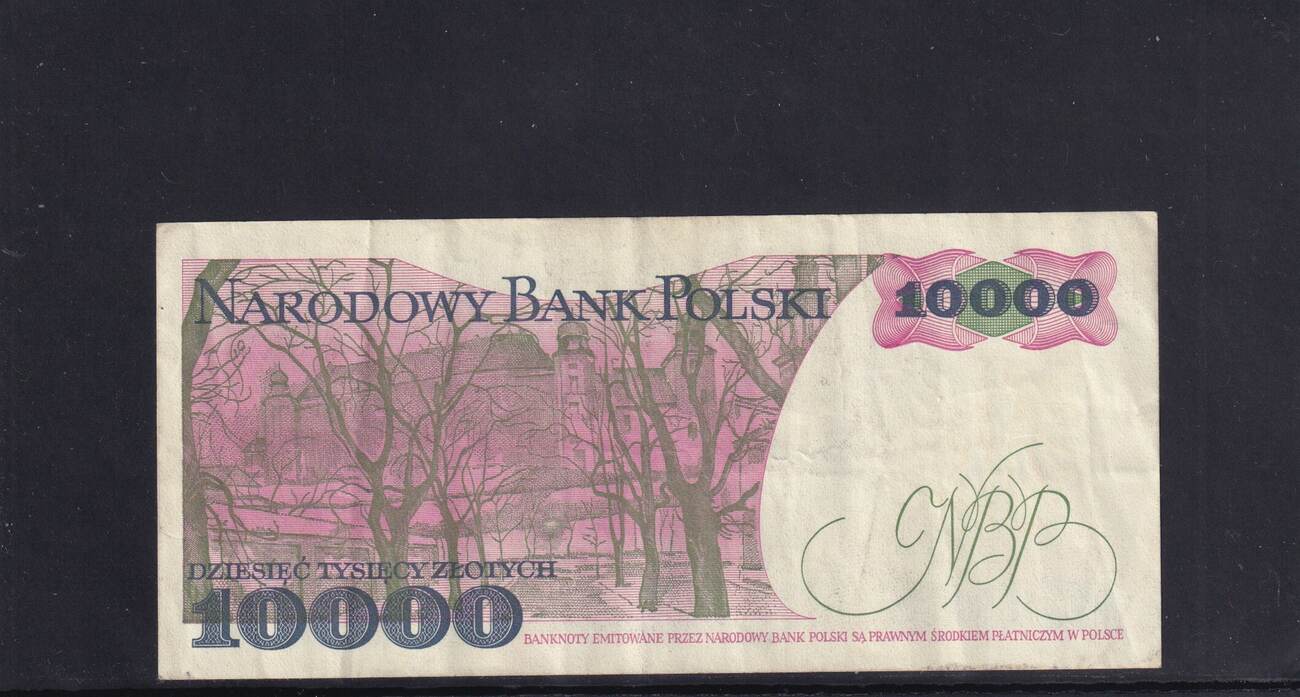 NARODOWY BANK POLSKI
10000
NBP
DZIESIĘĆ TYSIĘCY ZŁOTYCH
10000
BANKNOTY EMITOWANE PRZEZ NARODOWY BANK POLSKI SĄ PRAWNYM ŚRODKIEM PŁATNICZYM W POLSCE